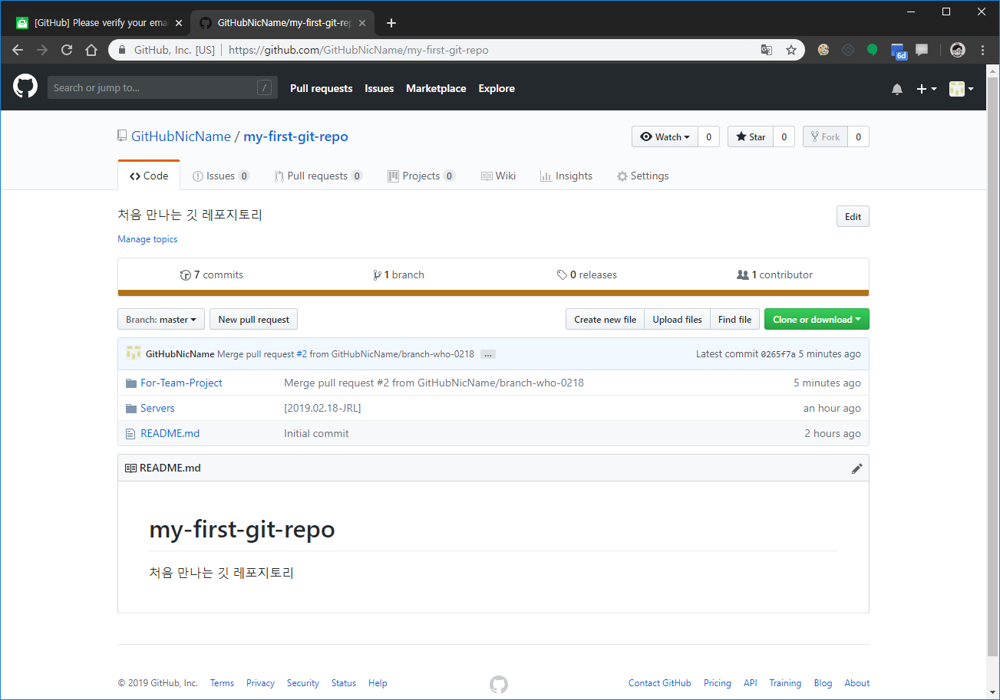 [GitHub] Please verify your ema
GitHubNicName/my-first-git-rep
GitHub, Inc. [US] | https://github.com/GitHubNicName/my-first-git-repo
6d
Search or jump to... /
Pull requests Issues Marketplace Explore
GitHubNicName / my-first-git-repo
Watch 0 Star 0 Fork 0
Code Issues 0 Pull requests 0 Projects 0 Wiki Insights Settings
처음 만나는 깃 레포지토리
Edit
Manage topics
7 commits 1 branch 0 releases 1 contributor
Branch: master New pull request Create new file Upload files Find file Clone or download
GitHubNicName Merge pull request #2 from GitHubNicName/branch-who-0218 ... Latest commit 0265f7a 5 minutes ago
For-Team-Project Merge pull request #2 from GitHubNicName/branch-who-0218 5 minutes ago
Servers [2019.02.18-JRL] an hour ago
README.md Initial commit 2 hours ago
README.md
my-first-git-repo
처음 만나는 깃 레포지토리
© 2019 GitHub, Inc. Terms Privacy Security Status Help Contact GitHub Pricing API Training Blog About